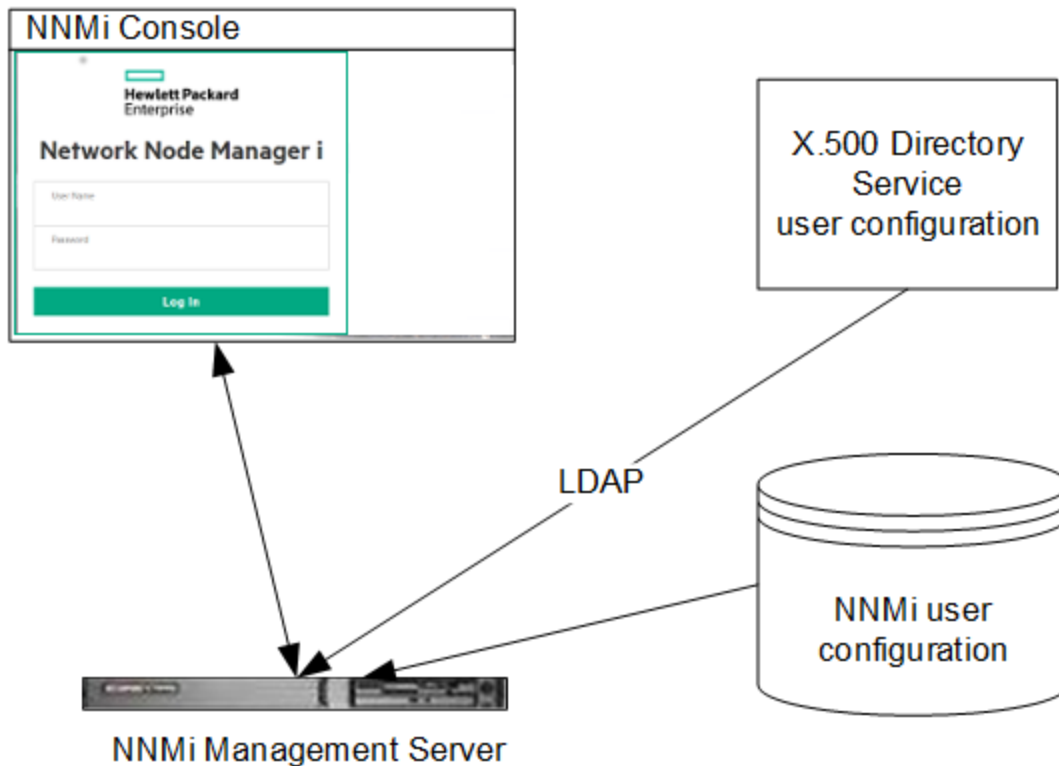 NNMi Console
Hewlett Packard
Enterprise
Network Node Manager i
User Name
Password
Log In
X.500 Directory
Service
user configuration
LDAP
NNMi user
configuration
NNMi Management Server